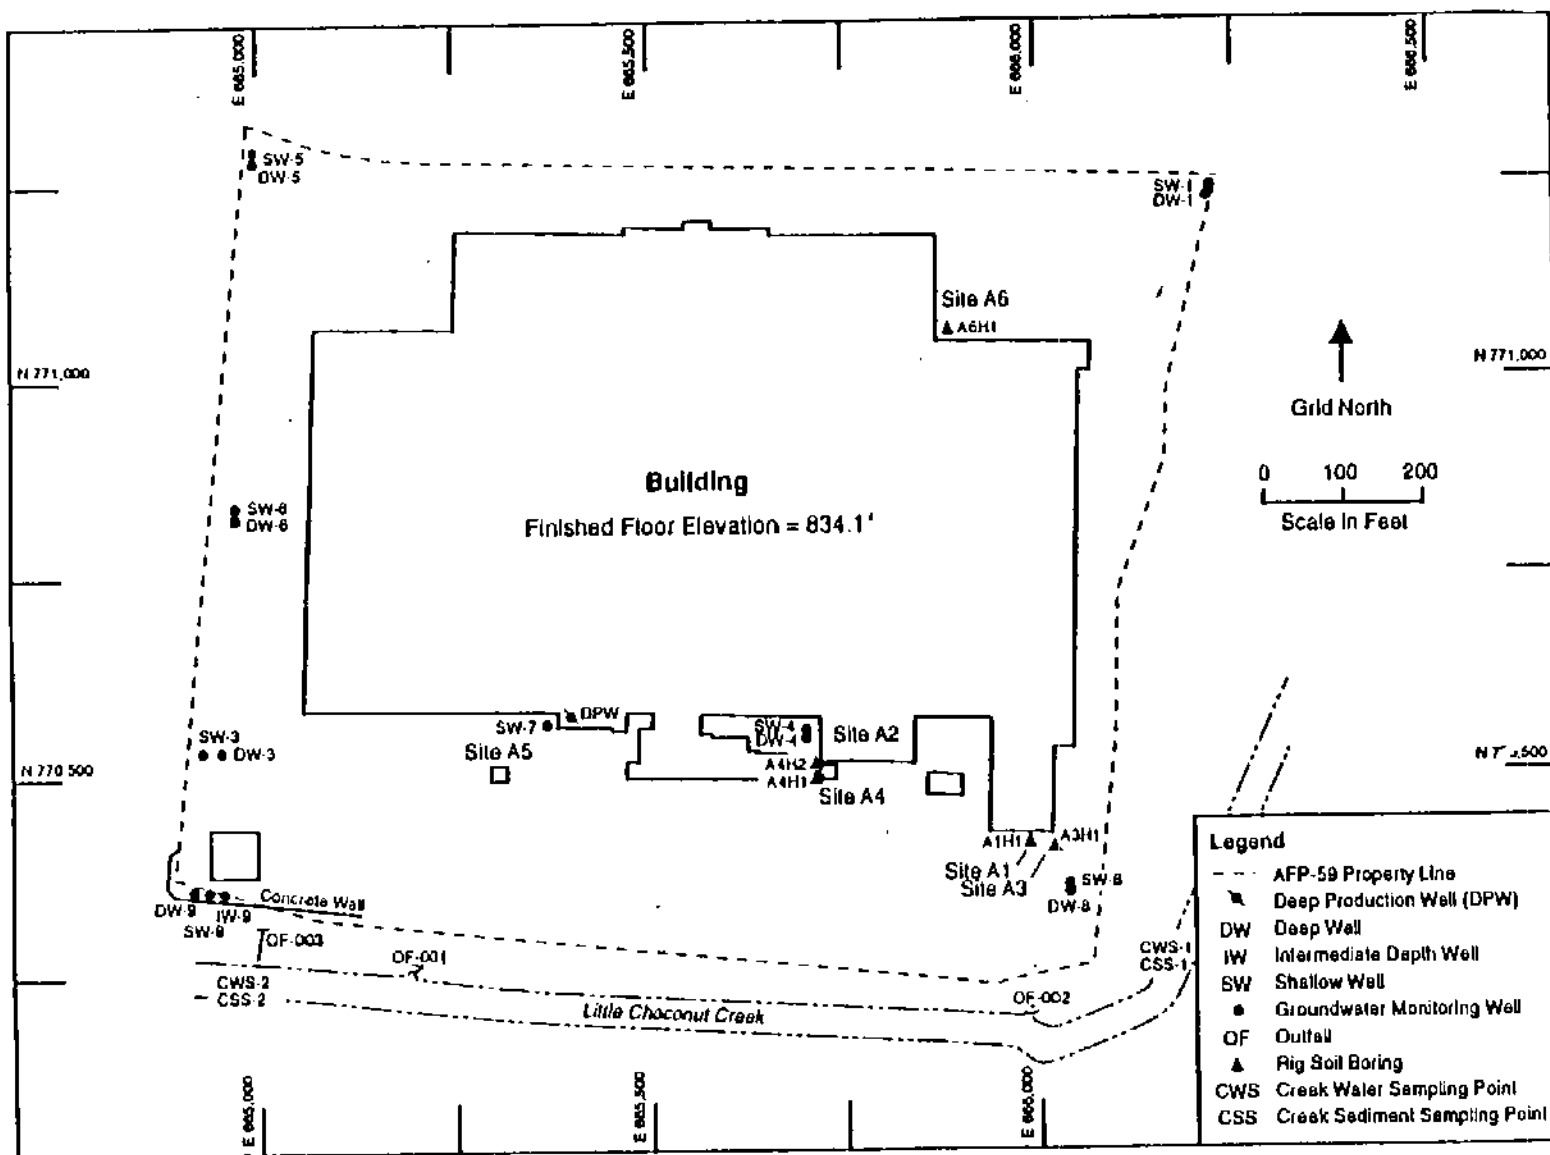 E 665,000
E 665,500
E 666,000
E 666,500
SW-5
DW-5
SW-1
DW-1
Site A6
A6H1
N 771,000
N 771,000
Grid North
Building
Finished Floor Elevation = 834.1'
0 100 200
Scale In Feet
SW-6
DW-6
SW-7
DPW
SW-4
DW-4
Site A2
SW-3
DW-3
Site A5
A4H2
A4H1
Site A4
N 770 500
A1H1
A3H1
Site A1
Site A3
SW-8
DW-8
Concrete Wall
DW-9
IW-9
SW-9
OF-003
OF-001
CWS-1
CSS-1
CWS-2
CSS-2
OF-002
Little Choconut Creek
Legend
AFP-59 Property Line
Deep Production Well (DPW)
DW Deep Well
IW Intermediate Depth Well
SW Shallow Well
Groundwater Monitoring Well
OF Outfall
Rig Soil Boring
CWS Creek Water Sampling Point
CSS Creek Sediment Sampling Point
E 665,000
E 665,500
E 666,000